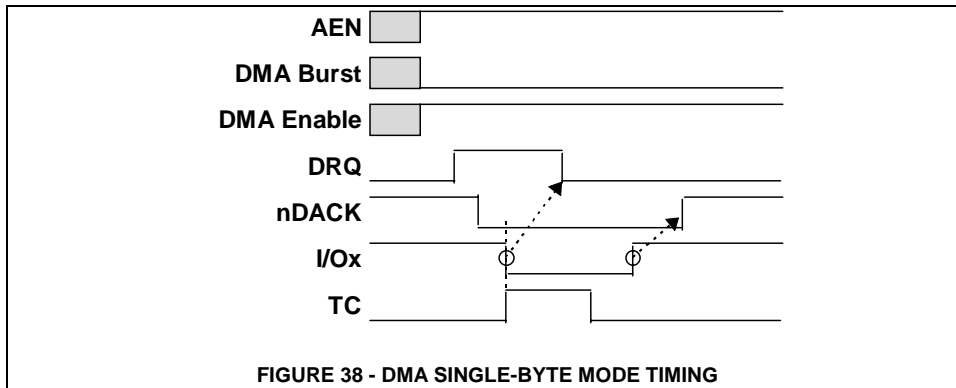 AEN
DMA Burst
DMA Enable
DRQ
nDACK
I/Ox
TC
FIGURE 38 - DMA SINGLE-BYTE MODE TIMING